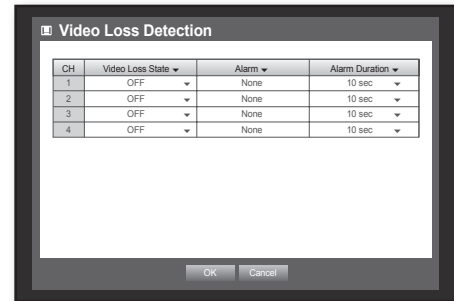 Video Loss Detection
CH Video Loss State Alarm Alarm Duration
1 OFF None 10 sec
2 OFF None 10 sec
3 OFF None 10 sec
4 OFF None 10 sec
OK Cancel